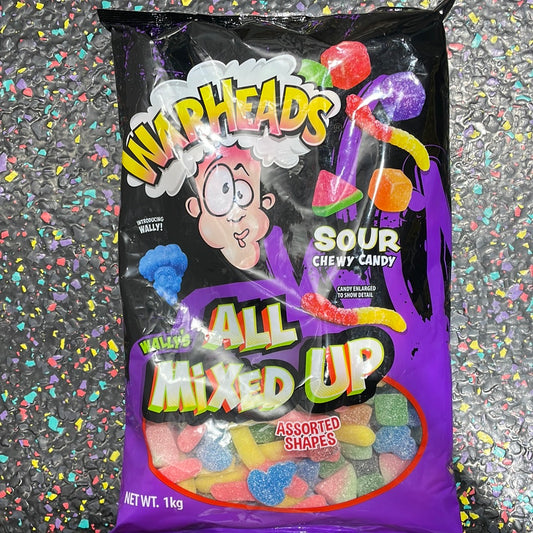 WARHEADS
INTRODUCING
WALLY!
SOUR
CHEWY CANDY
CANDY ENLARGED
TO SHOW DETAIL
WALLY'S ALL
MiXED UP
ASSORTED
SHAPES
NET WT. 1kg